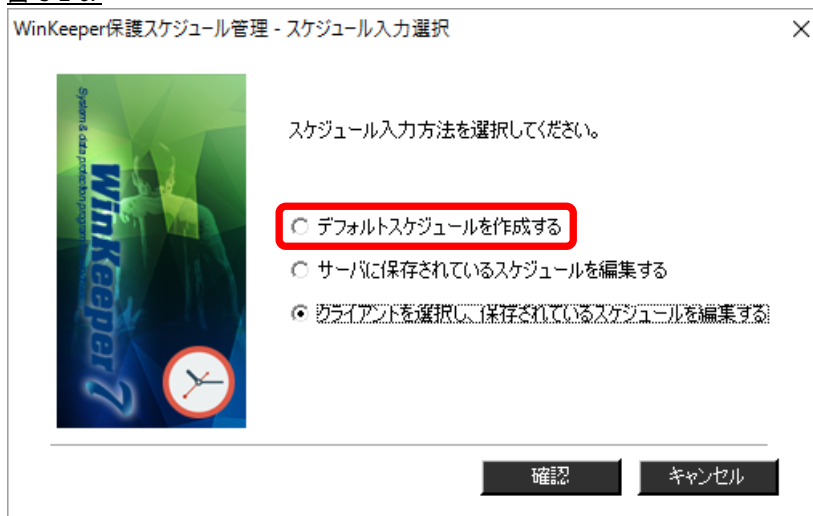 WinKeeper保護スケジュール管理 - スケジュール入力選択
スケジュール入力方法を選択してください。
デフォルトスケジュールを作成する
サーバに保存されているスケジュールを編集する
クライアントを選択し、保存されているスケジュールを編集する
System & data protection program
WinKeeper 7
確認
キャンセル